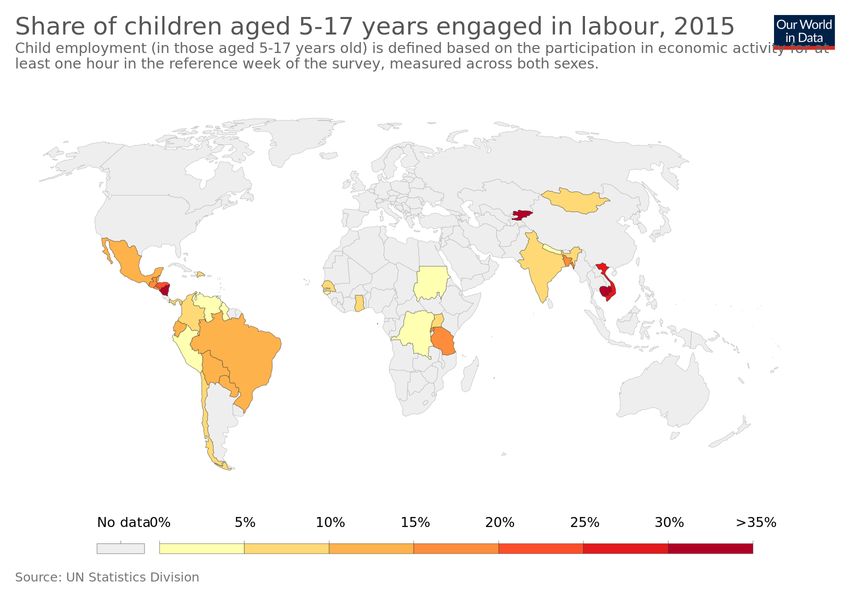 Share of children aged 5-17 years engaged in labour, 2015
Our World
in Data
Child employment (in those aged 5-17 years old) is defined based on the participation in economic activity for at
least one hour in the reference week of the survey, measured across both sexes.
No data 0% 5% 10% 15% 20% 25% 30% >35%
Source: UN Statistics Division